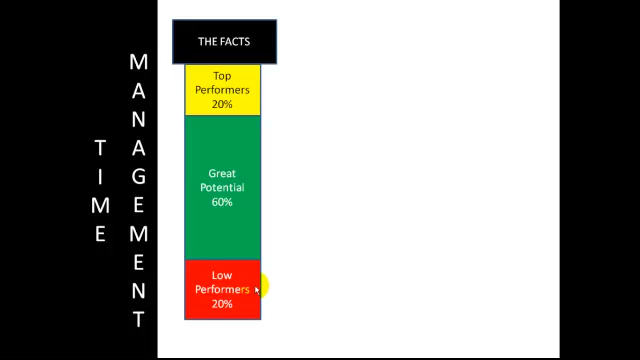 TIME
MANAGEMENT
THE FACTS
Top
Performers
20%
Great
Potential
60%
Low
Performers
20%